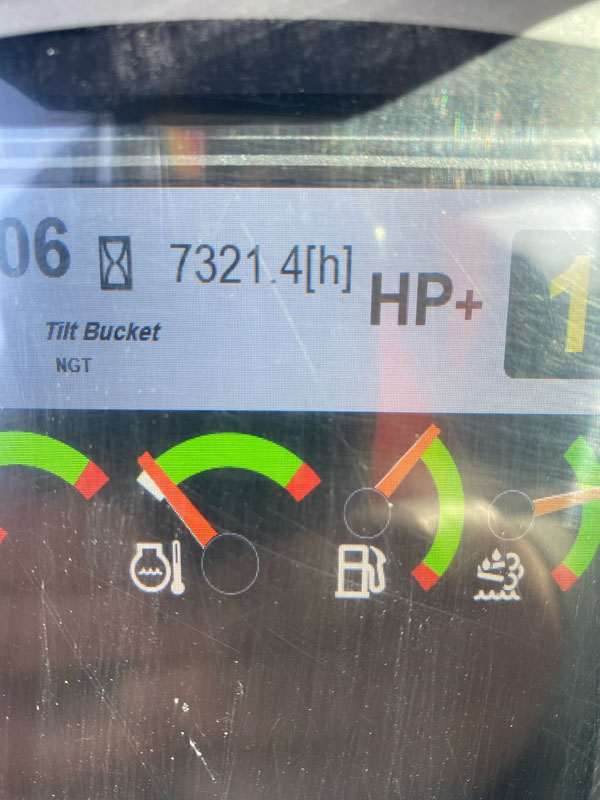 06 7321.4[h] HP+ 1
Tilt Bucket
NGT